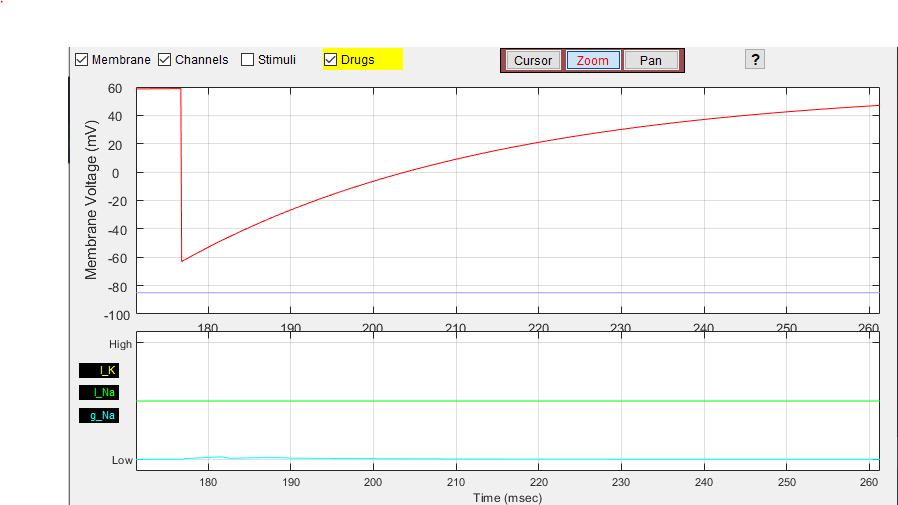 Membrane Channels Stimuli Drugs Cursor Zoom Pan ?
60
40
20
0
-20
-40
-60
-80
-100
Membrane Voltage (mV)
180 190 200 210 220 230 240 250 260
High
I_K
I_Na
g_Na
Low
180 190 200 210 220 230 240 250 260
Time (msec)